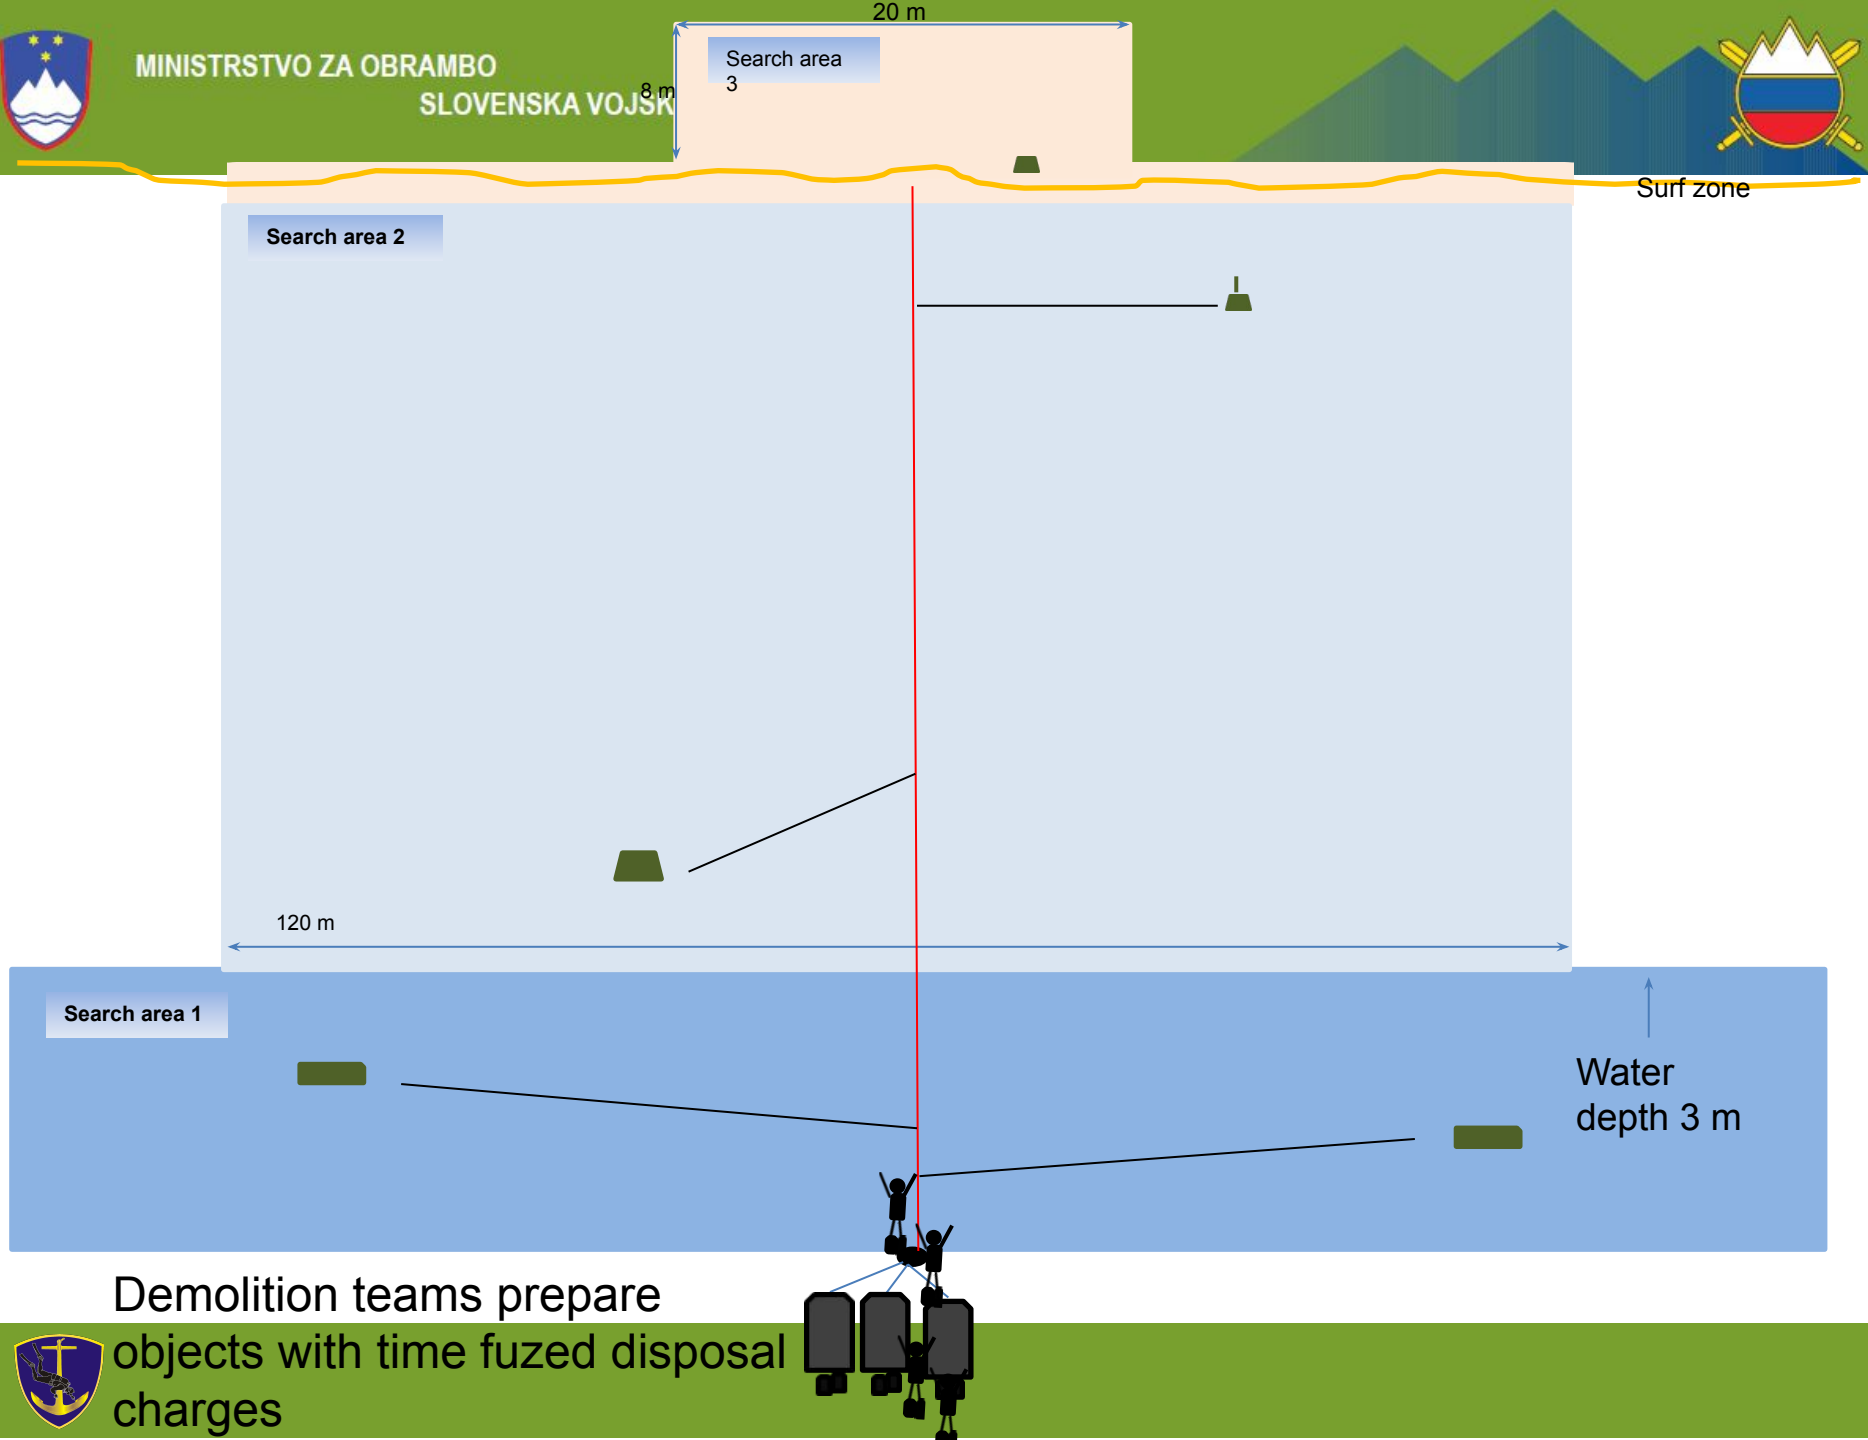 20 m
MINISTRSTVO ZA OBRAMBO
SLOVENSKA VOJSK
8 m
Search area
3
Surf zone
Search area 2
120 m
Search area 1
Water
depth 3 m
Demolition teams prepare
objects with time fuzed disposal
charges